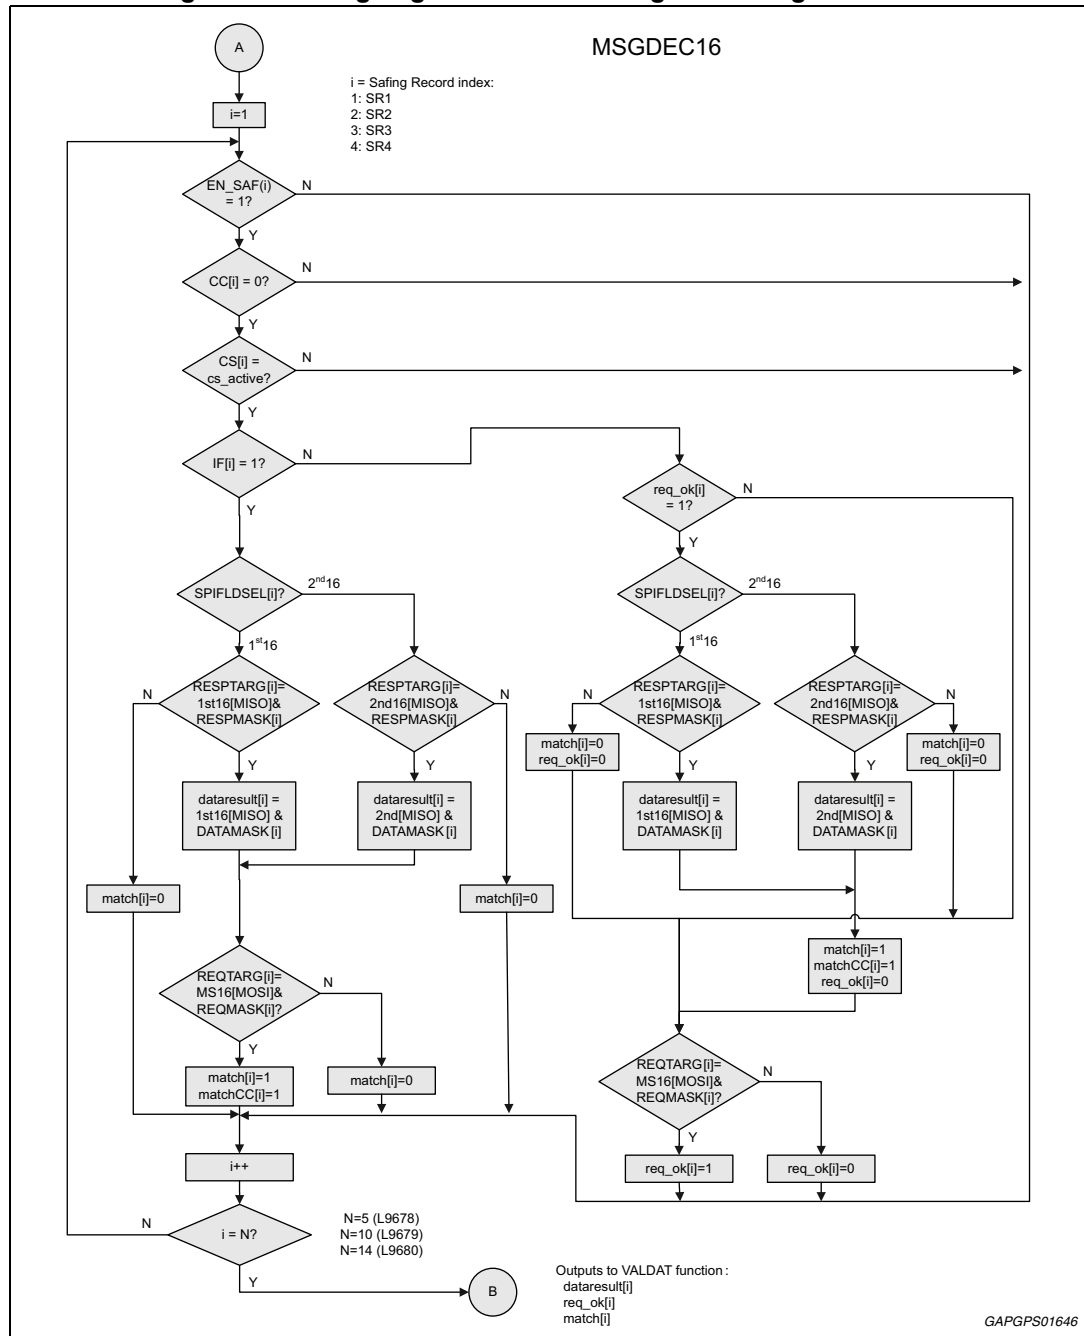 MSGDEC16
A
i = Safing Record index:
1: SR1
2: SR2
3: SR3
4: SR4
i=1
EN_SAF(i)
= 1?
N
Y
CC[i] = 0?
N
Y
CS[i] =
cs_active?
N
Y
IF[i] = 1?
N
Y
req_ok[i]
= 1?
N
Y
SPIFLDSEL[i]?
2nd16
1st16
SPIFLDSEL[i]?
2nd16
1st16
N
RESPTARG[i]=
1st16[MISO]&
RESPMASK[i]
Y
RESPTARG[i]=
2nd16[MISO]&
RESPMASK[i]
N
Y
N
RESPTARG[i]=
1st16[MISO]&
RESPMASK[i]
Y
RESPTARG[i]=
2nd16[MISO]&
RESPMASK[i]
N
Y
match[i]=0
req_ok[i]=0
match[i]=0
req_ok[i]=0
dataresult[i] =
1st16[MISO] &
DATAMASK[i]
dataresult[i] =
2nd[MISO] &
DATAMASK[i]
dataresult[i] =
1st16[MISO] &
DATAMASK[i]
dataresult[i] =
2nd[MISO] &
DATAMASK[i]
match[i]=0
match[i]=0
match[i]=1
matchCC[i]=1
req_ok[i]=0
REQTARG[i]=
MS16[MOSI]&
REQMASK[i]?
N
Y
match[i]=1
matchCC[i]=1
match[i]=0
REQTARG[i]=
MS16[MOSI]&
REQMASK[i]?
N
Y
req_ok[i]=1
req_ok[i]=0
i++
i = N?
N
Y
N=5 (L9678)
N=10 (L9679)
N=14 (L9680)
B
Outputs to VALDAT function :
dataresult[i]
req_ok[i]
match[i]
GAPGPS01646